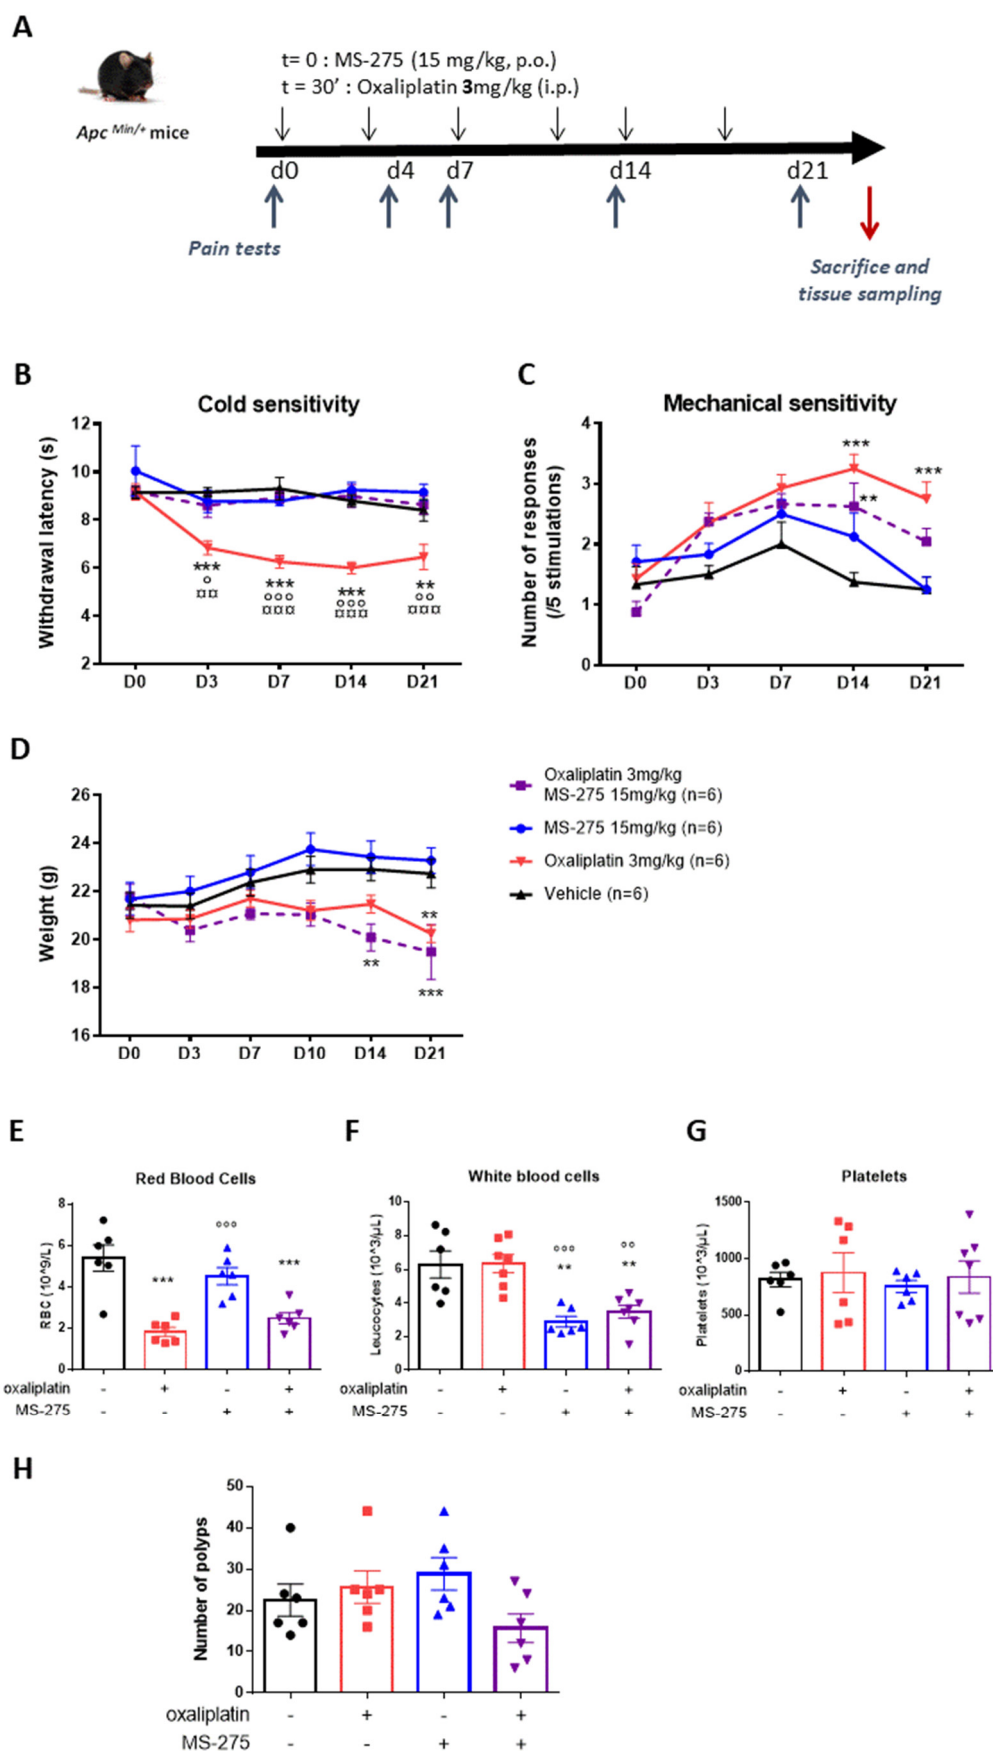 A
t= 0 : MS-275 (15 mg/kg, p.o.)
t = 30’ : Oxaliplatin 3mg/kg (i.p.)
Apc Min/+ mice
d0 d4 d7 d14 d21
Pain tests
Sacrifice and
tissue sampling
B
Cold sensitivity
Withdrawal latency (s)
12
10
8
6
4
2
***
°
¤¤
***
°°°
¤¤¤
***
°°°
¤¤¤
**
°°
¤¤¤
D0 D3 D7 D14 D21
C
Mechanical sensitivity
Number of responses
(/5 stimulations)
4
3
2
1
0
***
***
**
D0 D3 D7 D14 D21
D
Weight (g)
26
24
22
20
18
16
**
**
***
D0 D3 D7 D10 D14 D21
Oxaliplatin 3mg/kg
MS-275 15mg/kg (n=6)
MS-275 15mg/kg (n=6)
Oxaliplatin 3mg/kg (n=6)
Vehicle (n=6)
E
Red Blood Cells
RBC (10^9/L)
8
6
4
2
0
***
°°°
***
oxaliplatin - + - +
MS-275 - - + +
F
White blood cells
Leucocytes (10^3/µL)
10
8
6
4
2
0
°°°
**
°°
**
oxaliplatin - + - +
MS-275 - - + +
G
Platelets
Platelets (10^3/µL)
1500
1000
500
0
oxaliplatin - + - +
MS-275 - - + +
H
Number of polyps
50
40
30
20
10
0
oxaliplatin - + - +
MS-275 - - + +